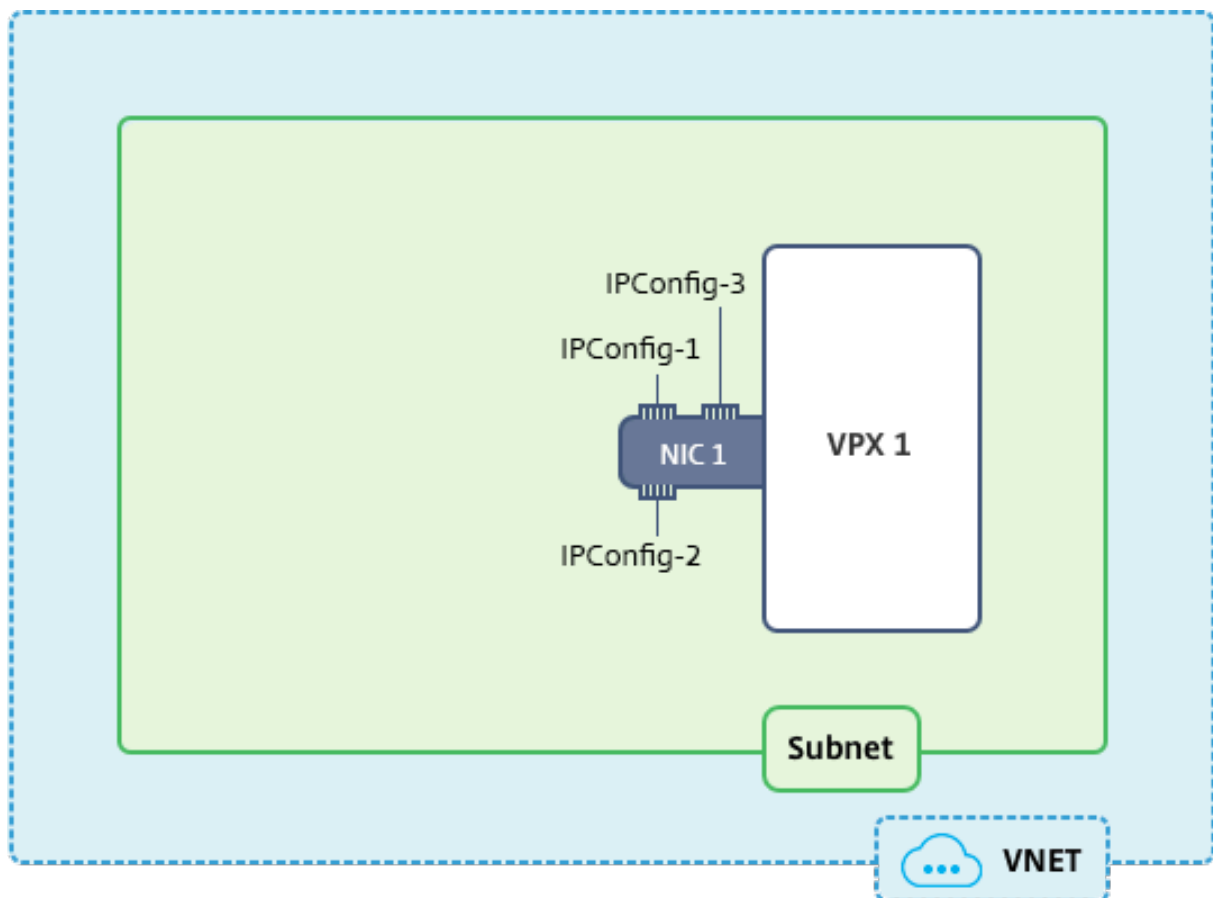 IPConfig-3
IPConfig-1
NIC 1
VPX 1
IPConfig-2
Subnet
VNET